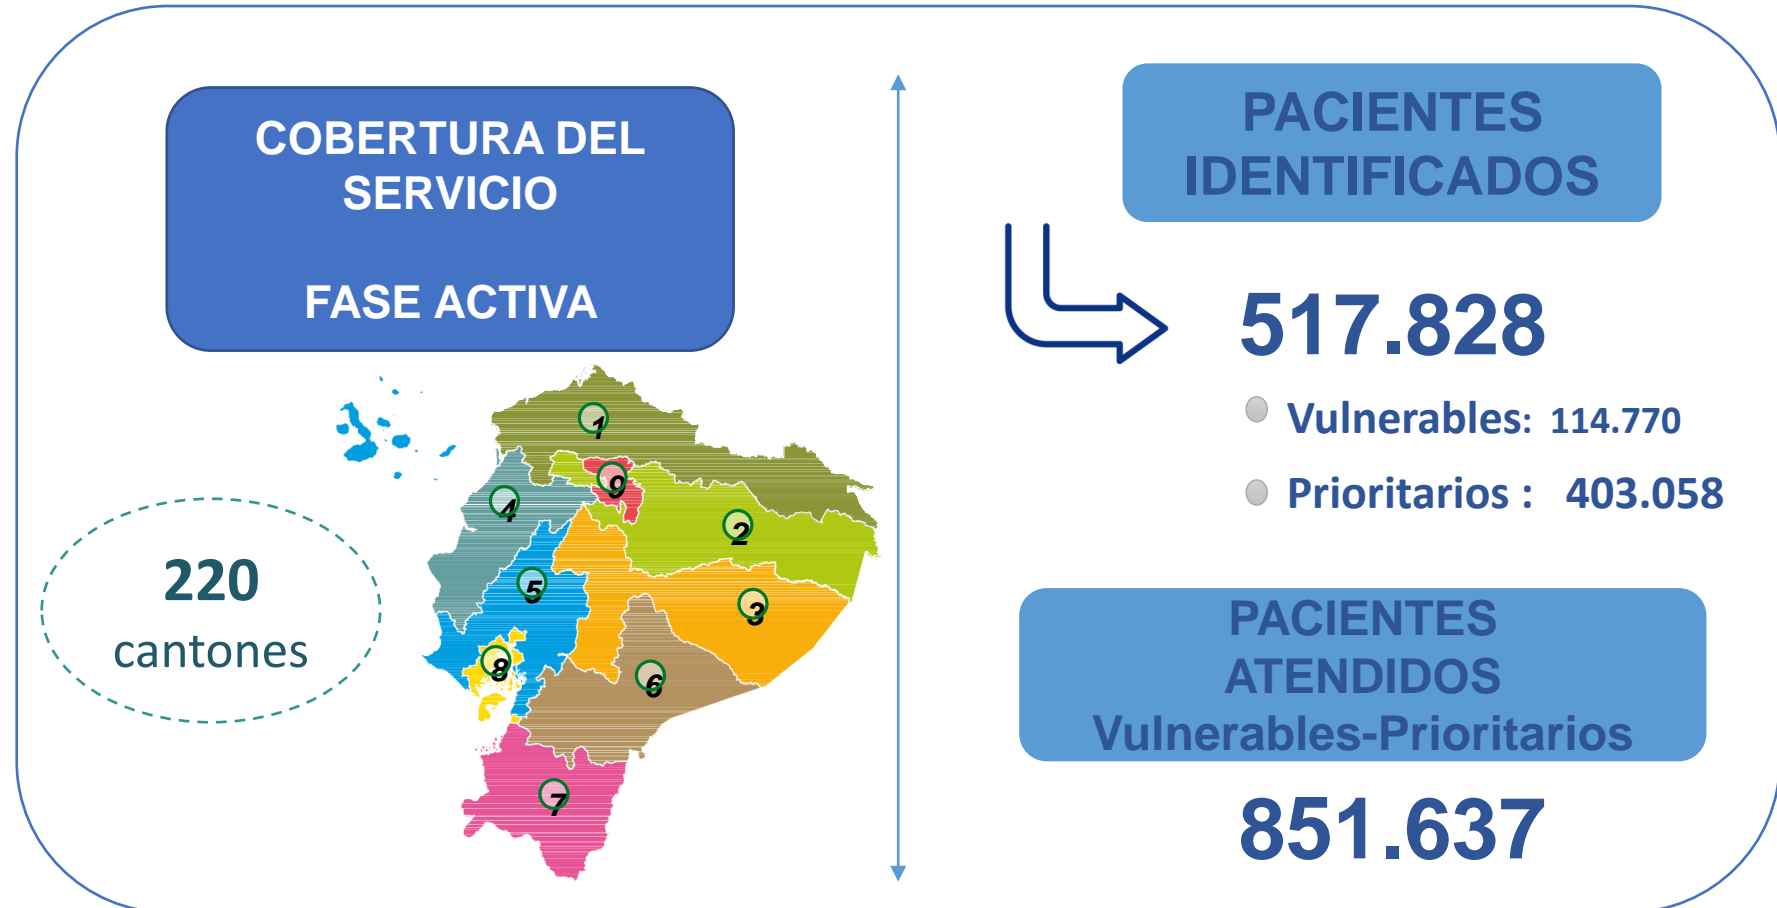 COBERTURA DEL
SERVICIO
FASE ACTIVA
220
cantones
1
9
4
2
5
3
8
6
7
PACIENTES
IDENTIFICADOS
517.828
Vulnerables: 114.770
Prioritarios : 403.058
PACIENTES
ATENDIDOS
Vulnerables-Prioritarios
851.637